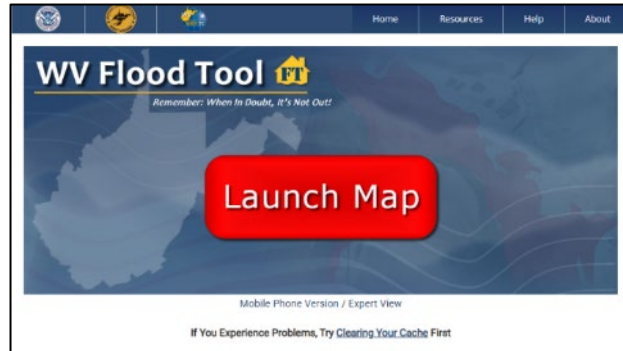 Home Resources Help About
WV Flood Tool FT
Remember: When In Doubt, It's Not Out!
Launch Map
Mobile Phone Version / Expert View
If You Experience Problems, Try Clearing Your Cache First